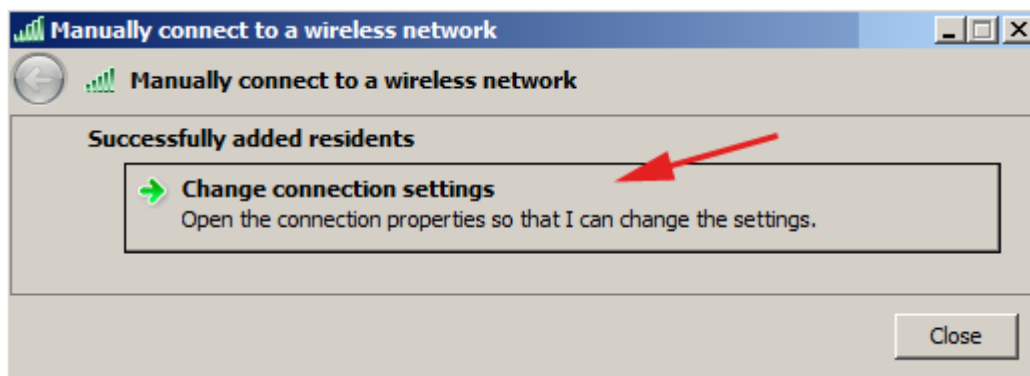 Manually connect to a wireless network
Manually connect to a wireless network
Successfully added residents
Change connection settings
Open the connection properties so that I can change the settings.
Close